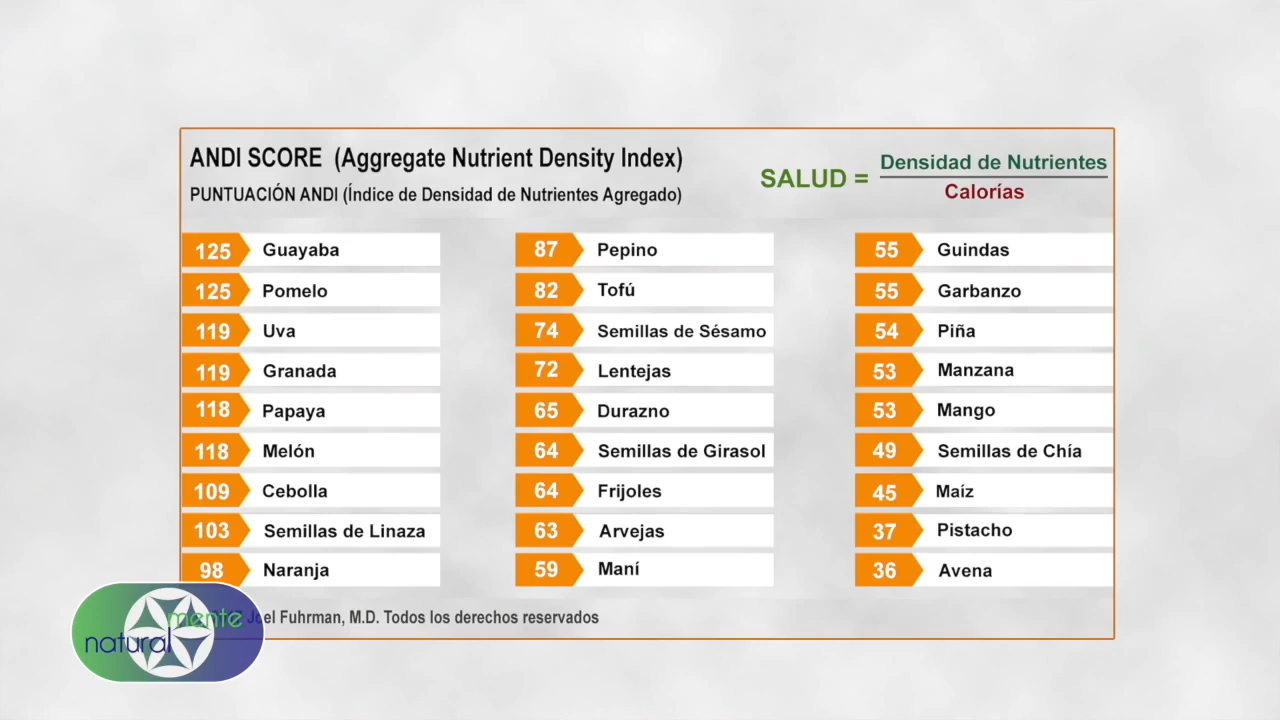 ANDI SCORE (Aggregate Nutrient Density Index)
PUNTUACIÓN ANDI (Índice de Densidad de Nutrientes Agregado)
SALUD = Densidad de Nutrientes
Calorías
125 Guayaba
125 Pomelo
119 Uva
119 Granada
118 Papaya
118 Melón
109 Cebolla
103 Semillas de Linaza
98 Naranja
87 Pepino
82 Tofú
74 Semillas de Sésamo
72 Lentejas
65 Durazno
64 Semillas de Girasol
64 Frijoles
63 Arvejas
59 Maní
55 Guindas
55 Garbanzo
54 Piña
53 Manzana
53 Mango
49 Semillas de Chía
45 Maíz
37 Pistacho
36 Avena
Joel Fuhrman, M.D. Todos los derechos reservados
natural
mente